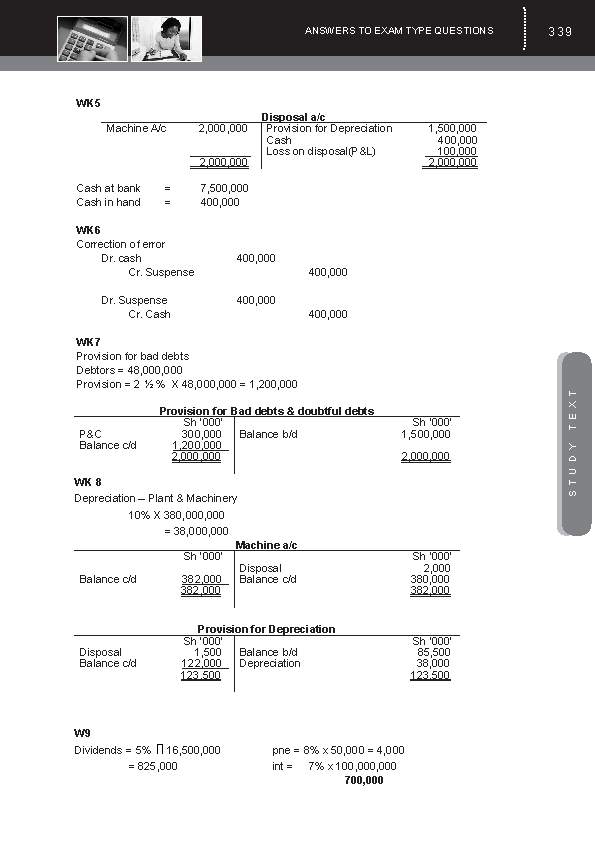 ANSWERS TO EXAM TYPE QUESTIONS 339
WK5
Disposal a/c
Machine A/c 2,000,000 Provision for Depreciation 1,500,000
Cash 400,000
Loss on disposal(P&L) 100,000
2,000,000 2,000,000
Cash at bank = 7,500,000
Cash in hand = 400,000
WK6
Correction of error
Dr. cash 400,000
Cr. Suspense 400,000
Dr. Suspense 400,000
Cr. Cash 400,000
WK7
Provision for bad debts
Debtors = 48,000,000
Provision = 2 ½ % X 48,000,000 = 1,200,000
Provision for Bad debts & doubtful debts
Sh '000' Sh '000'
P&C 300,000 Balance b/d 1,500,000
Balance c/d 1,200,000
2,000,000 2,000,000
WK 8
Depreciation – Plant & Machinery
10% X 380,000,000
= 38,000,000
Machine a/c
Sh '000' Sh '000'
Disposal 2,000
Balance c/d 382,000 Balance c/d 380,000
382,000 382,000
Provision for Depreciation
Sh '000' Sh '000'
Disposal 1,500 Balance b/d 85,500
Balance c/d 122,000 Depreciation 38,000
123,500 123,500
W9
Dividends = 5% ∏ 16,500,000 pne = 8% x 50,000 = 4,000
= 825,000 int = 7% x 100,000,000
700,000
STUDY TEXT